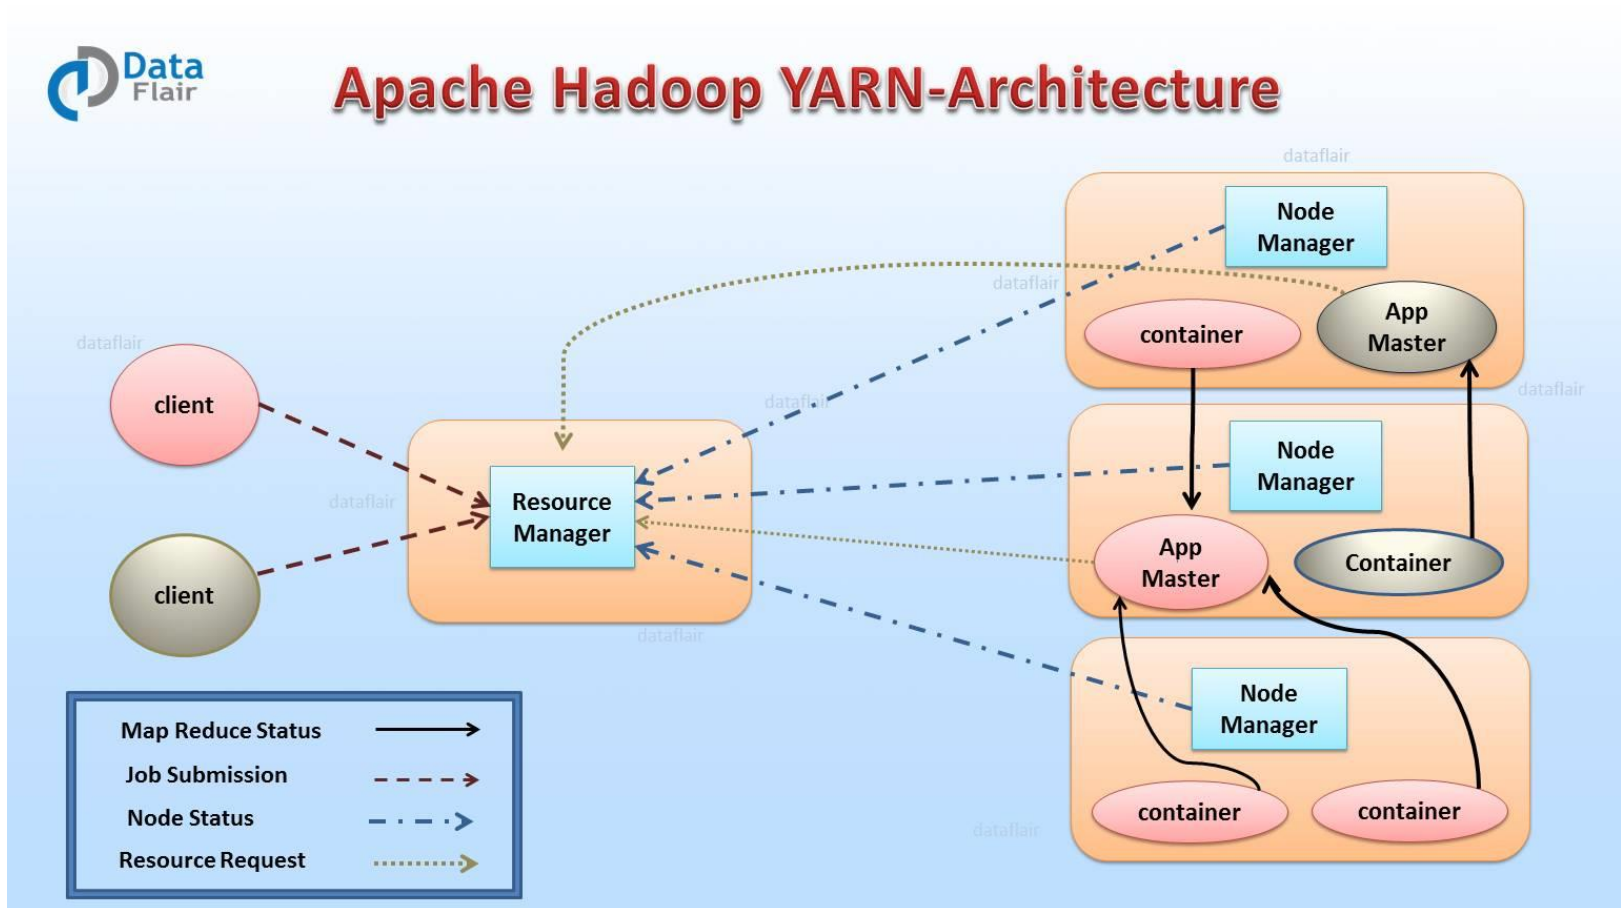 Data
Flair
Apache Hadoop YARN-Architecture
dataflair
Node
Manager
dataflair
App
Master
container
dataflair
client
dataflair
dataflair
Node
Manager
dataflair
Resource
Manager
App
Master
Container
client
dataflair
Node
Manager
Map Reduce Status
Job Submission
Node Status
Resource Request
container
container
dataflair